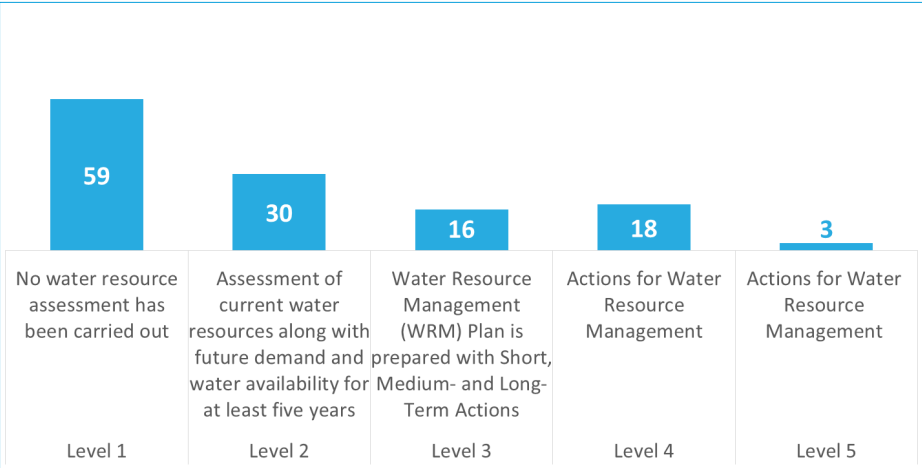 59
30
16
18
3
No water resource
assessment has
been carried out
Level 1
Assessment of
current water
resources along with
future demand and
water availability for
at least five years
Level 2
Water Resource
Management
(WRM) Plan is
prepared with Short,
Medium- and Long-
Term Actions
Level 3
Actions for Water
Resource
Management
Level 4
Actions for Water
Resource
Management
Level 5